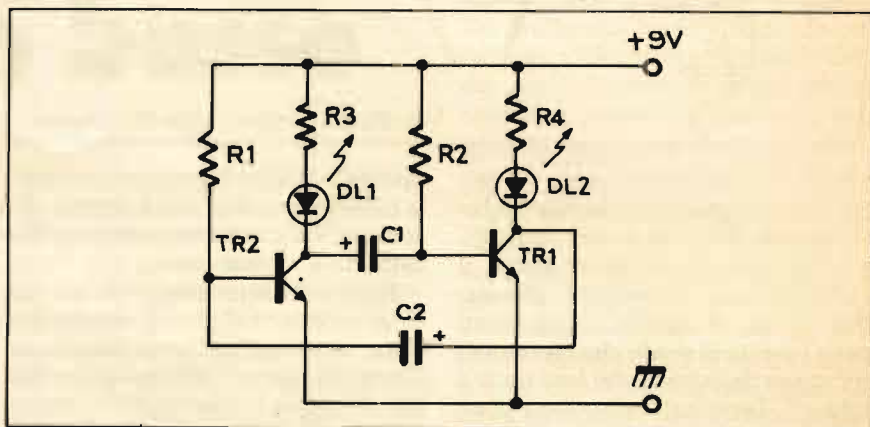 +9V
R3
R4
R1
R2
DL1
DL2
TR2
+
C1
TR1
C2
+